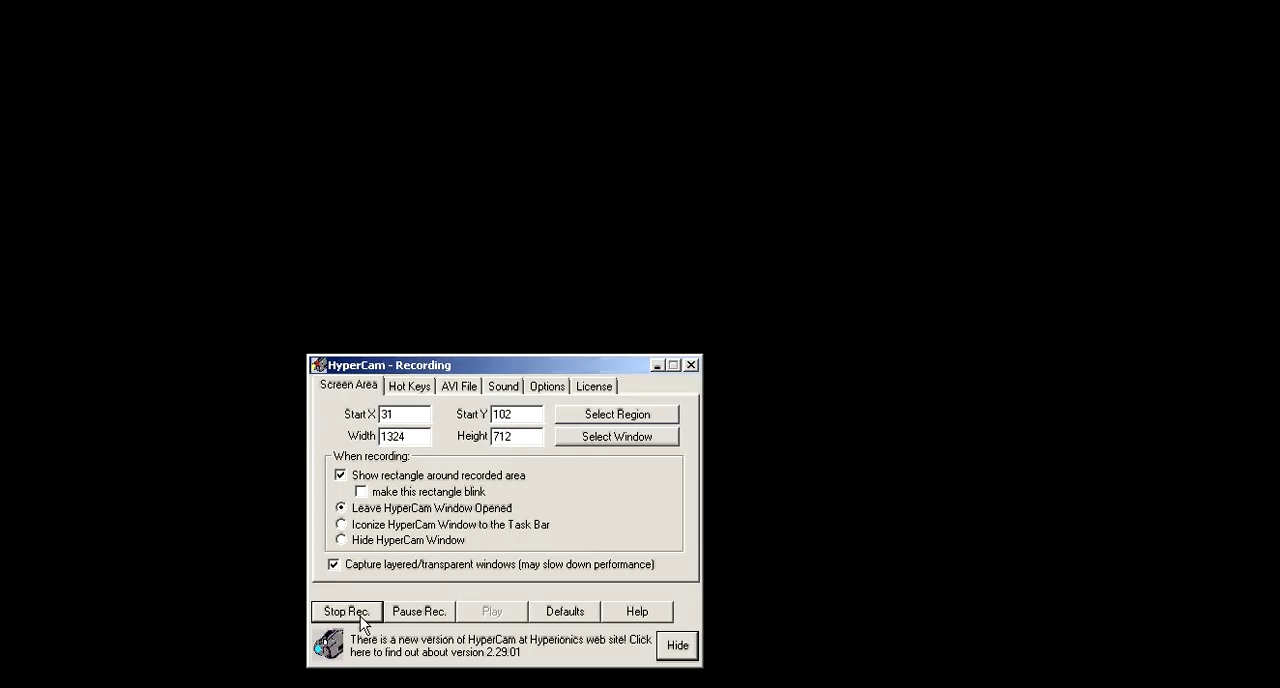 HyperCam - Recording
Screen Area Hot Keys AVI File Sound Options License
Start X 31 Start Y 102 Select Region
Width 1324 Height 712 Select Window
When recording:
Show rectangle around recorded area
make this rectangle blink
Leave HyperCam Window Opened
Iconize HyperCam Window to the Task Bar
Hide HyperCam Window
Capture layered/transparent windows (may slow down performance)
Stop Rec. Pause Rec. Play Defaults Help
There is a new version of HyperCam at Hyperionics web site! Click
here to find out about version 2.29.01
Hide